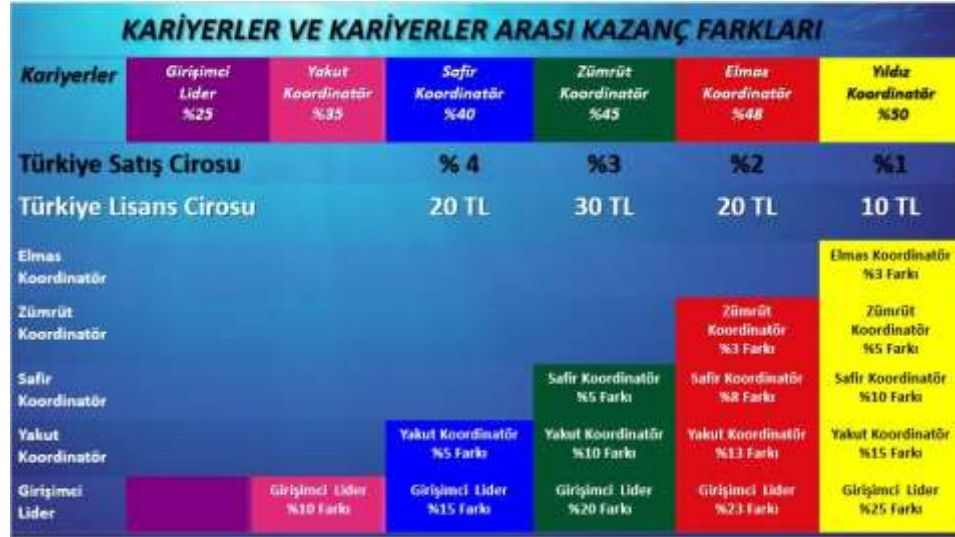 KARİYERLER VE KARİYERLER ARASI KAZANÇ FARKLARI
Kariyerler
Girişimci
Lider
%25
Yakut
Koordinatör
%35
Safir
Koordinatör
%40
Zümrüt
Koordinatör
%45
Elmas
Koordinatör
%48
Yıldız
Koordinatör
%50
Türkiye Satış Cirosu
% 4
%3
%2
%1
Türkiye Lisans Cirosu
20 TL
30 TL
20 TL
10 TL
Elmas
Koordinatör
Elmas Koordinatör
%3 Farkı
Zümrüt
Koordinatör
Zümrüt
Koordinatör
%3 Farkı
Zümrüt
Koordinatör
%5 Farkı
Safir
Koordinatör
Safir Koordinatör
%5 Farkı
Safir Koordinatör
%8 Farkı
Safir Koordinatör
%10 Farkı
Yakut
Koordinatör
Yakut Koordinatör
%5 Farkı
Yakut Koordinatör
%10 Farkı
Yakut Koordinatör
%13 Farkı
Yakut Koordinatör
%15 Farkı
Girişimci
Lider
Girişimci Lider
%10 Farkı
Girişimci Lider
%15 Farkı
Girişimci Lider
%20 Farkı
Girişimci Lider
%23 Farkı
Girişimci Lider
%25 Farkı